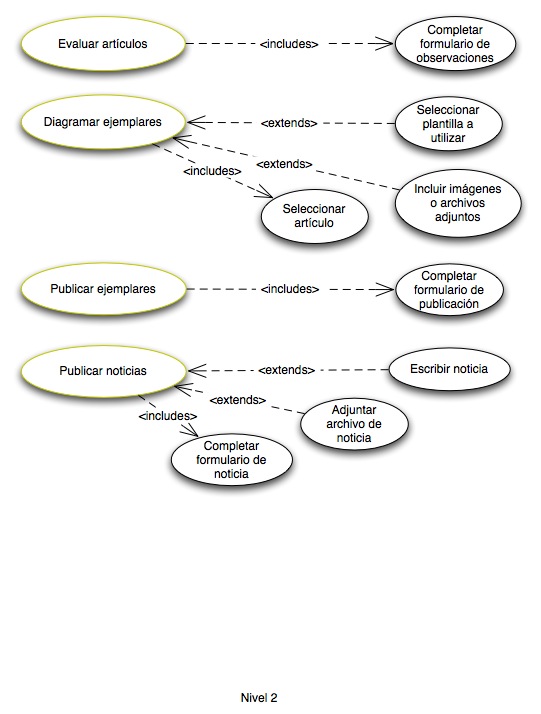 Evaluar artículos
<includes>
Completar
formulario de
observaciones
Diagramar ejemplares
<extends>
Seleccionar
plantilla a
utilizar
<extends>
<includes>
Incluir imágenes
o archivos
adjuntos
Seleccionar
artículo
Publicar ejemplares
<includes>
Completar
formulario de
publicación
Publicar noticias
<extends>
Escribir noticia
<extends>
<includes>
Adjuntar
archivo de
noticia
Completar
formulario de
noticia
Nivel 2